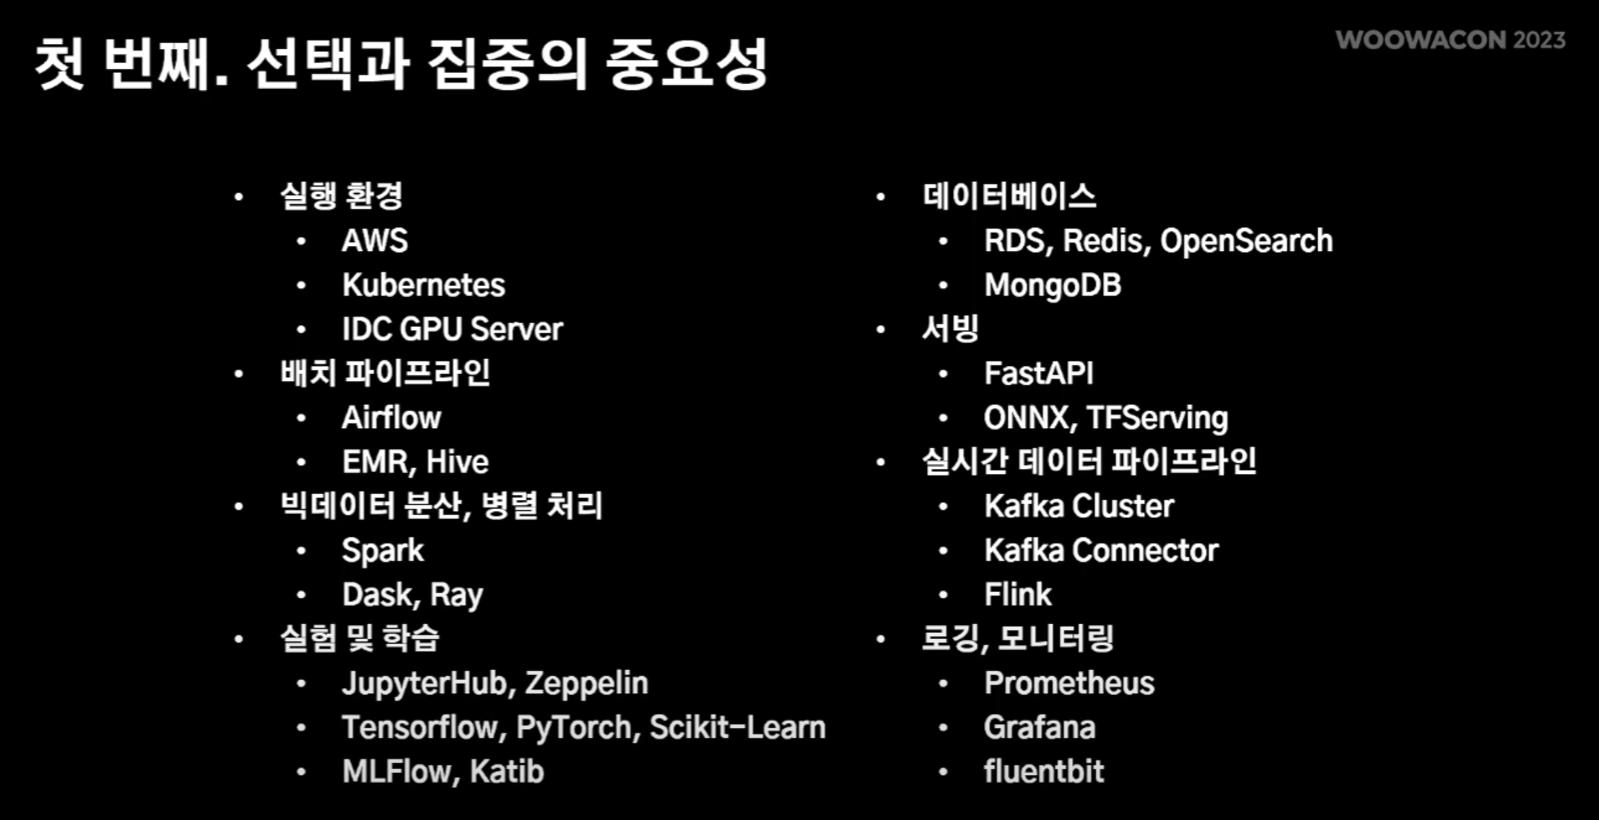 첫 번째. 선택과 집중의 중요성
WOOWACON 2023
• 실행 환경
• AWS
• Kubernetes
• IDC GPU Server
• 배치 파이프라인
• Airflow
• EMR, Hive
• 빅데이터 분산, 병렬 처리
• Spark
• Dask, Ray
• 실험 및 학습
• JupyterHub, Zeppelin
• Tensorflow, PyTorch, Scikit-Learn
• MLFlow, Katib
• 데이터베이스
• RDS, Redis, OpenSearch
• MongoDB
• 서빙
• FastAPI
• ONNX, TFServing
• 실시간 데이터 파이프라인
• Kafka Cluster
• Kafka Connector
• Flink
• 로깅, 모니터링
• Prometheus
• Grafana
• fluentbit